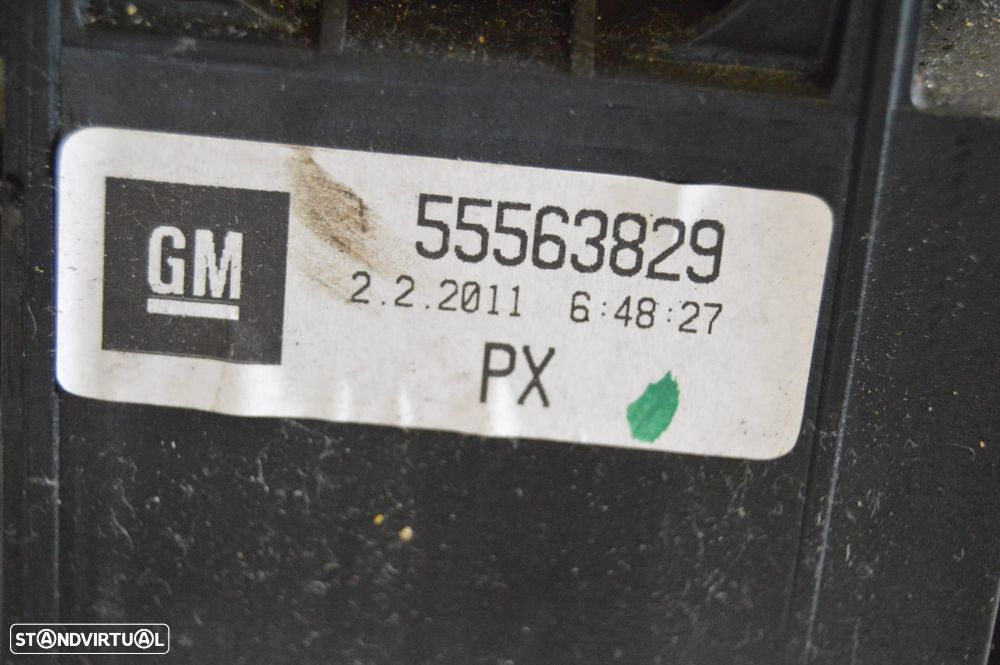 GM
55563829
2.2.2011 6:48:27
PX
STANDVIRTUAL